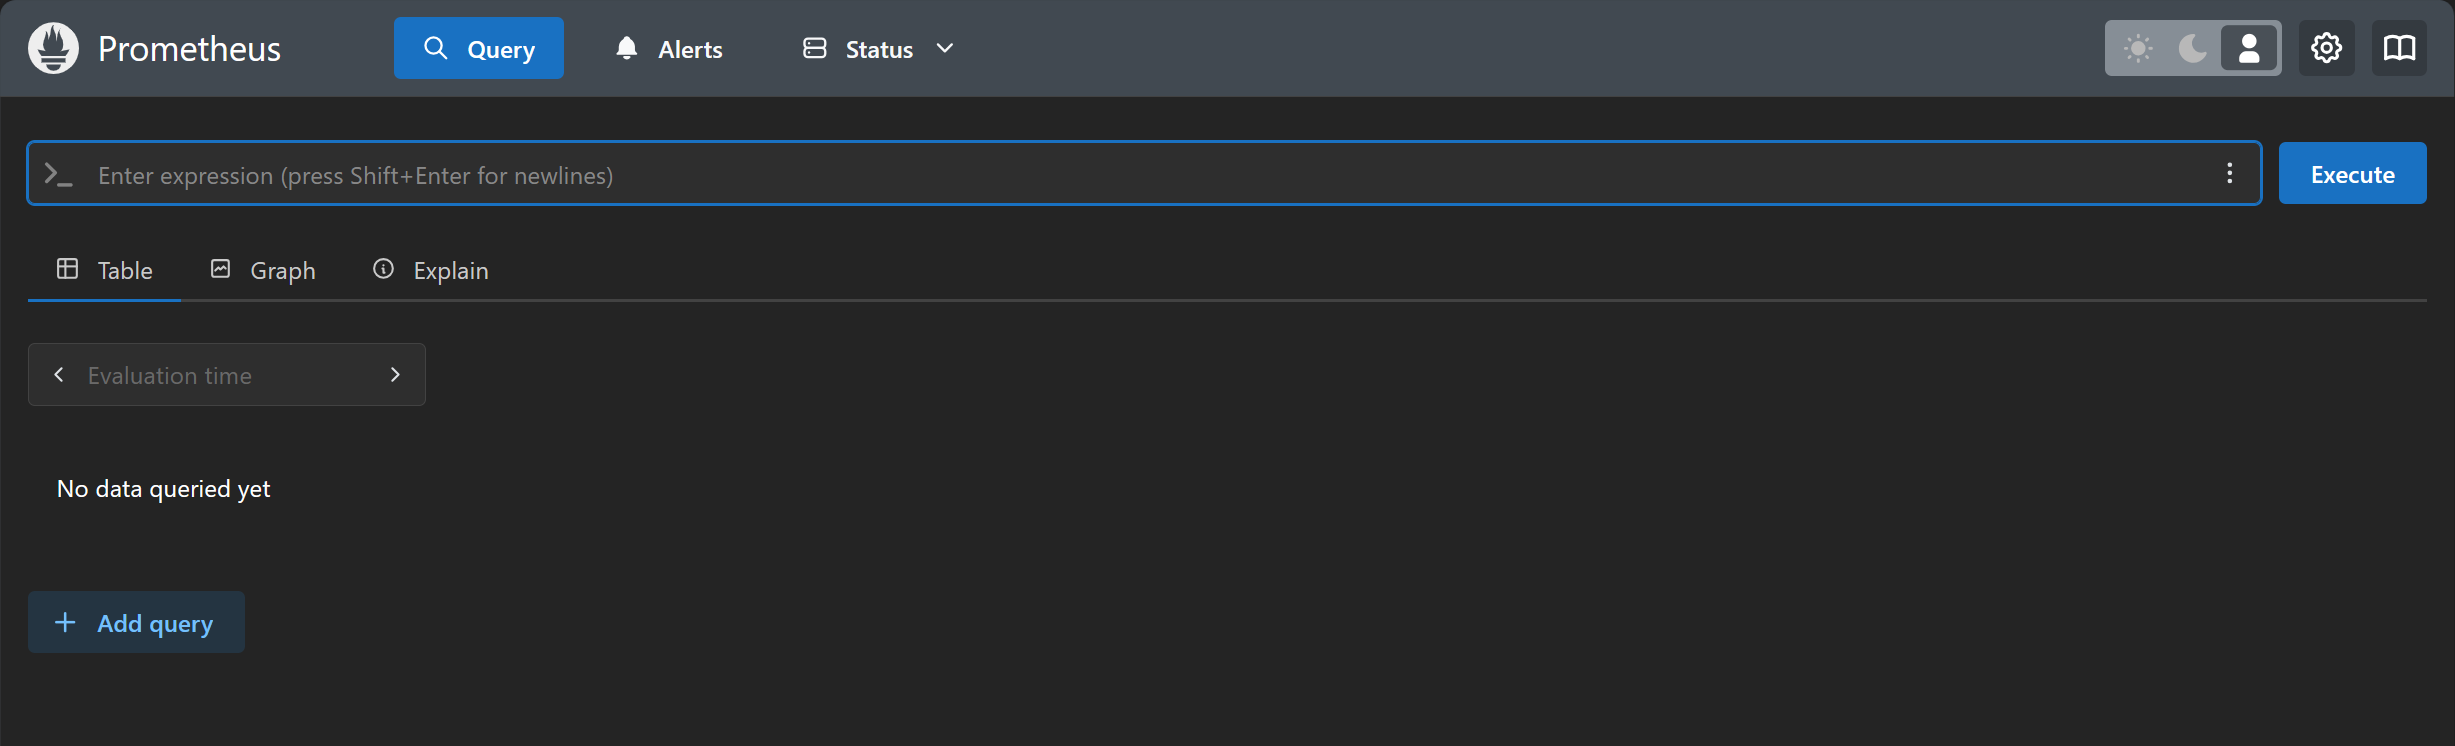 Prometheus
Query
Alerts
Status
Enter expression (press Shift+Enter for newlines)
Execute
Table
Graph
Explain
Evaluation time
No data queried yet
Add query